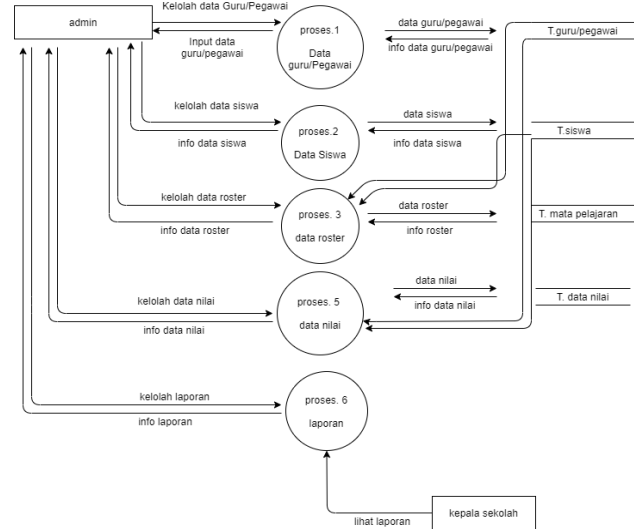 Kelolah data Guru/Pegawai
admin
proses.1
Data
guru/Pegawai
Input data
guru/pegawai
data guru/pegawai
info data guru/pegawai
T.guru/pegawai
kelolah data siswa
info data siswa
proses.2
Data Siswa
data siswa
info data siswa
T.siswa
kelolah data roster
info data roster
proses. 3
data roster
data roster
info roster
T. mata pelajaran
kelolah data nilai
info data nilai
proses. 5
data nilai
data nilai
info data nilai
T. data nilai
kelolah laporan
info laporan
proses. 6
laporan
lihat laporan
kepala sekolah